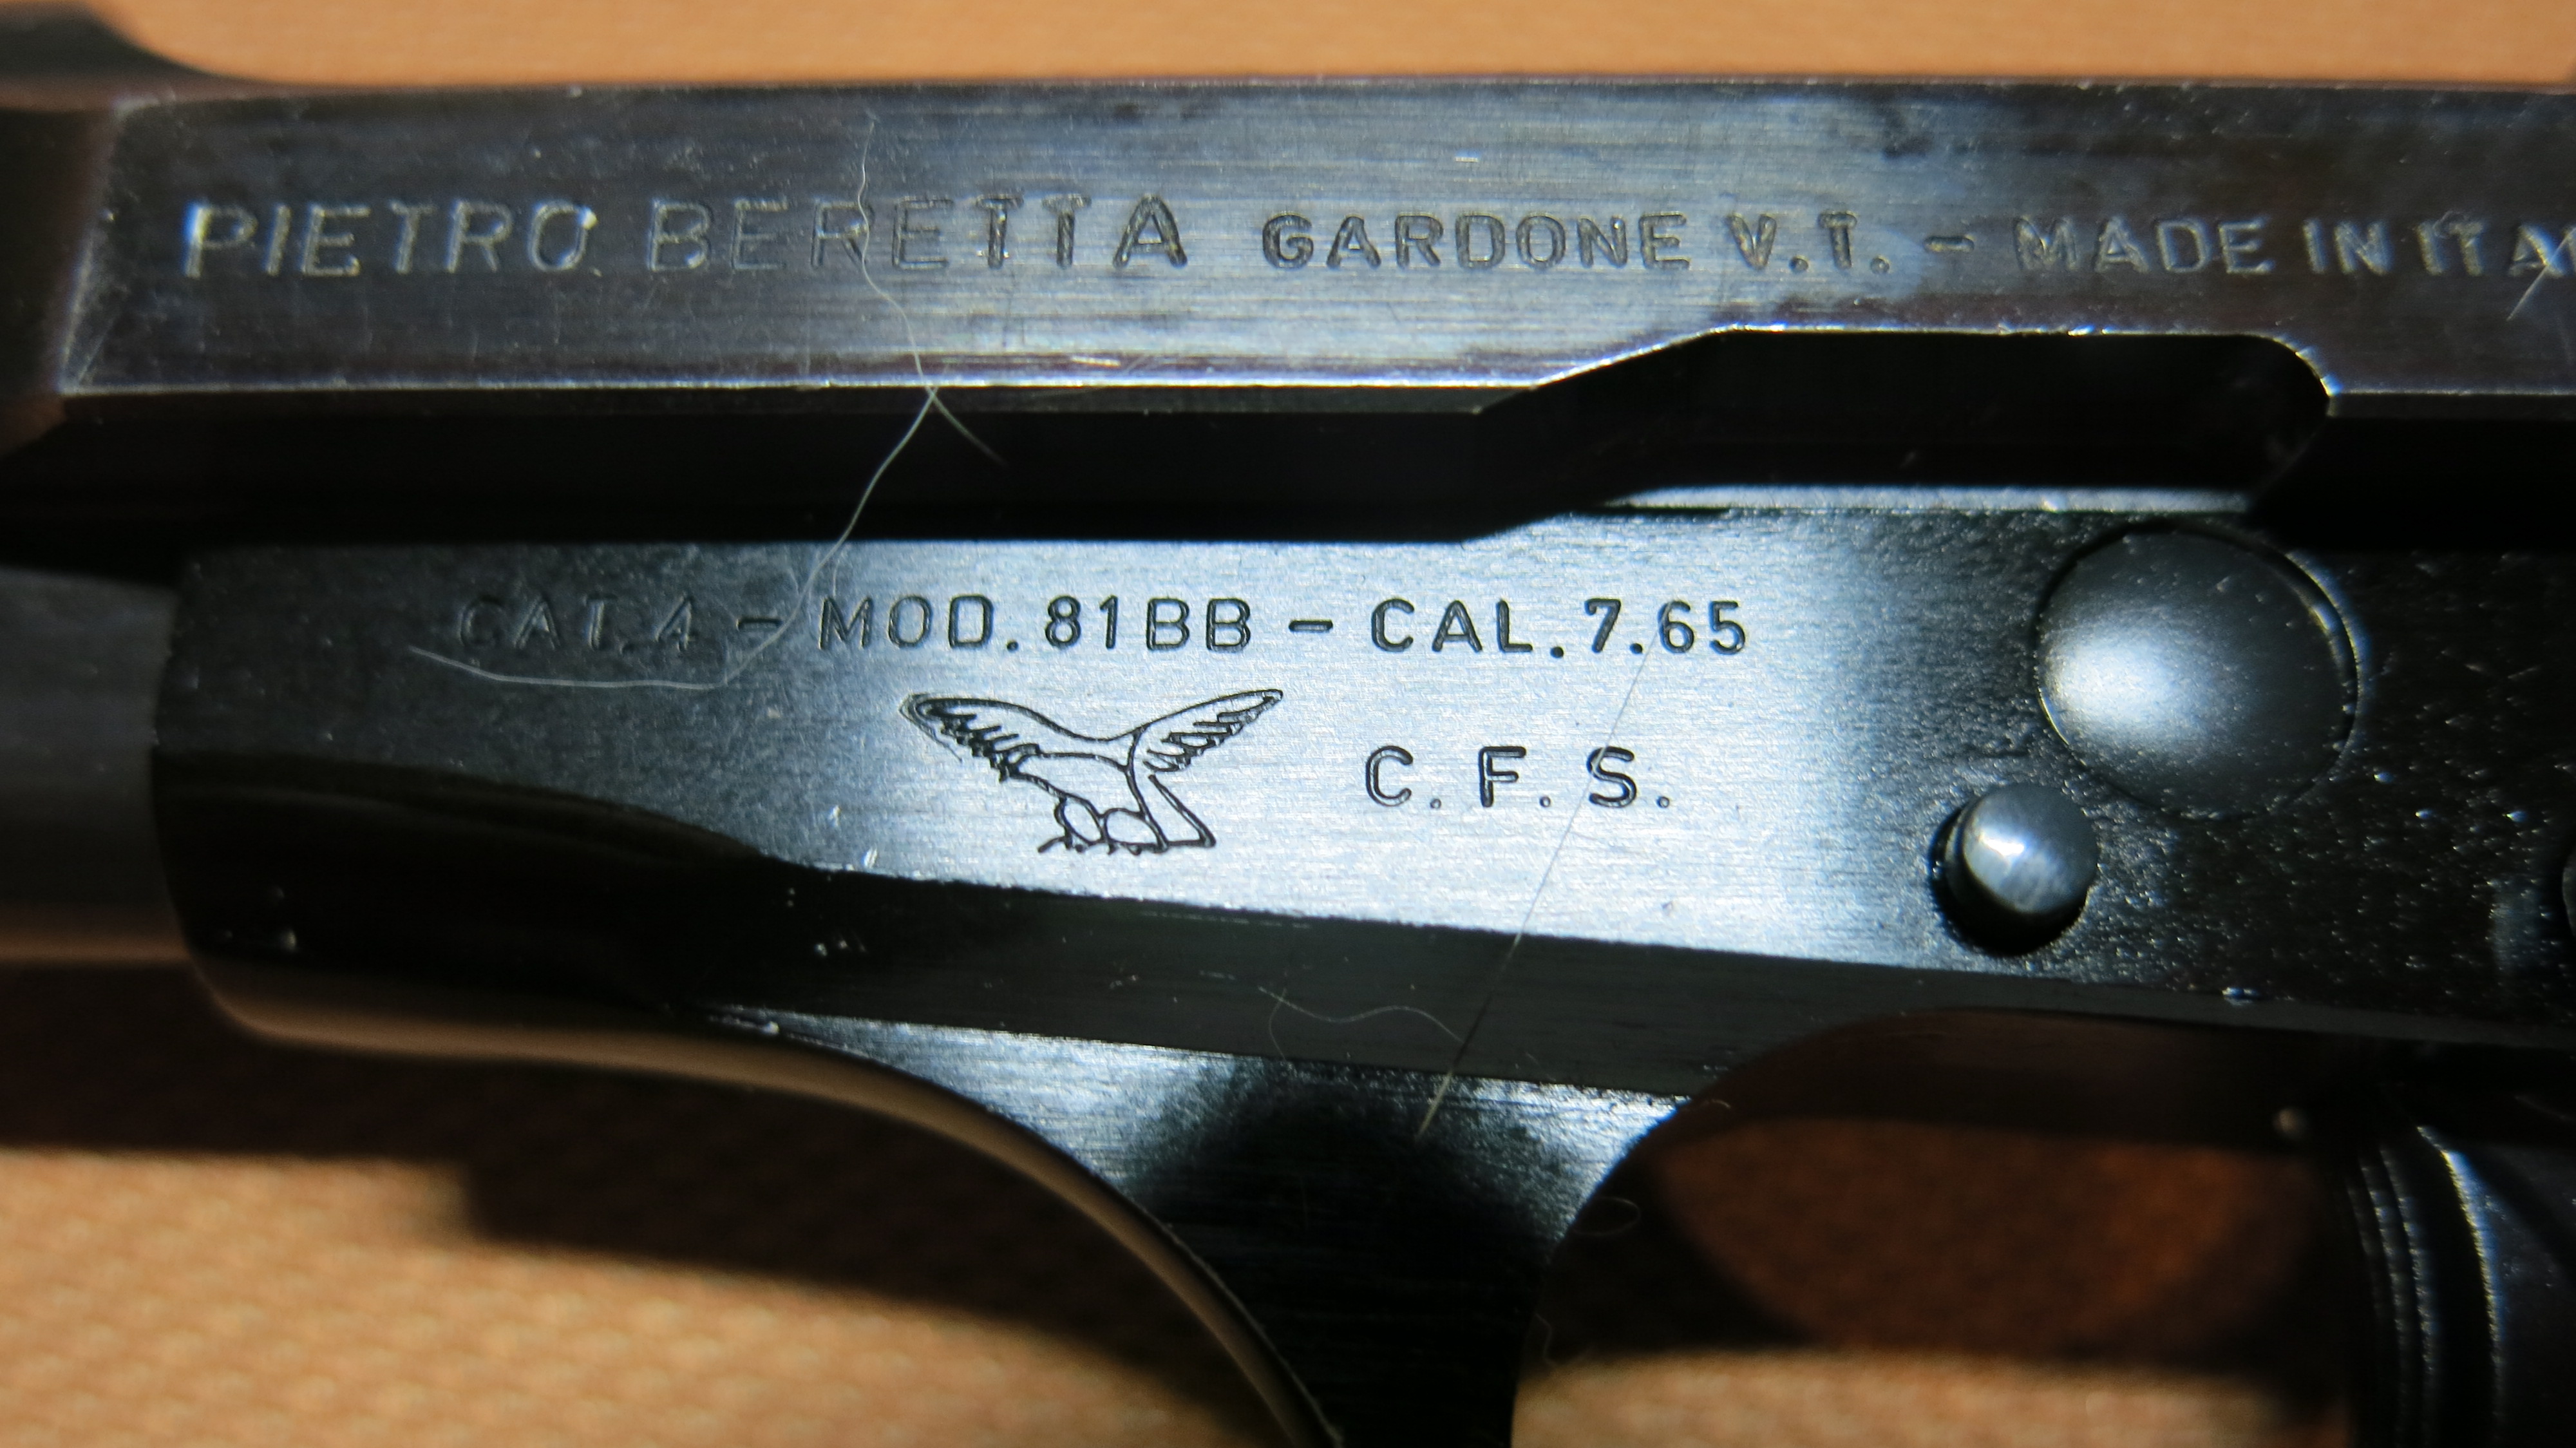 PIETRO BERETTA GARDONE V.T. - MADE IN ITA
CAT. 4 - MOD. 81BB - CAL. 7.65
C. F. S.